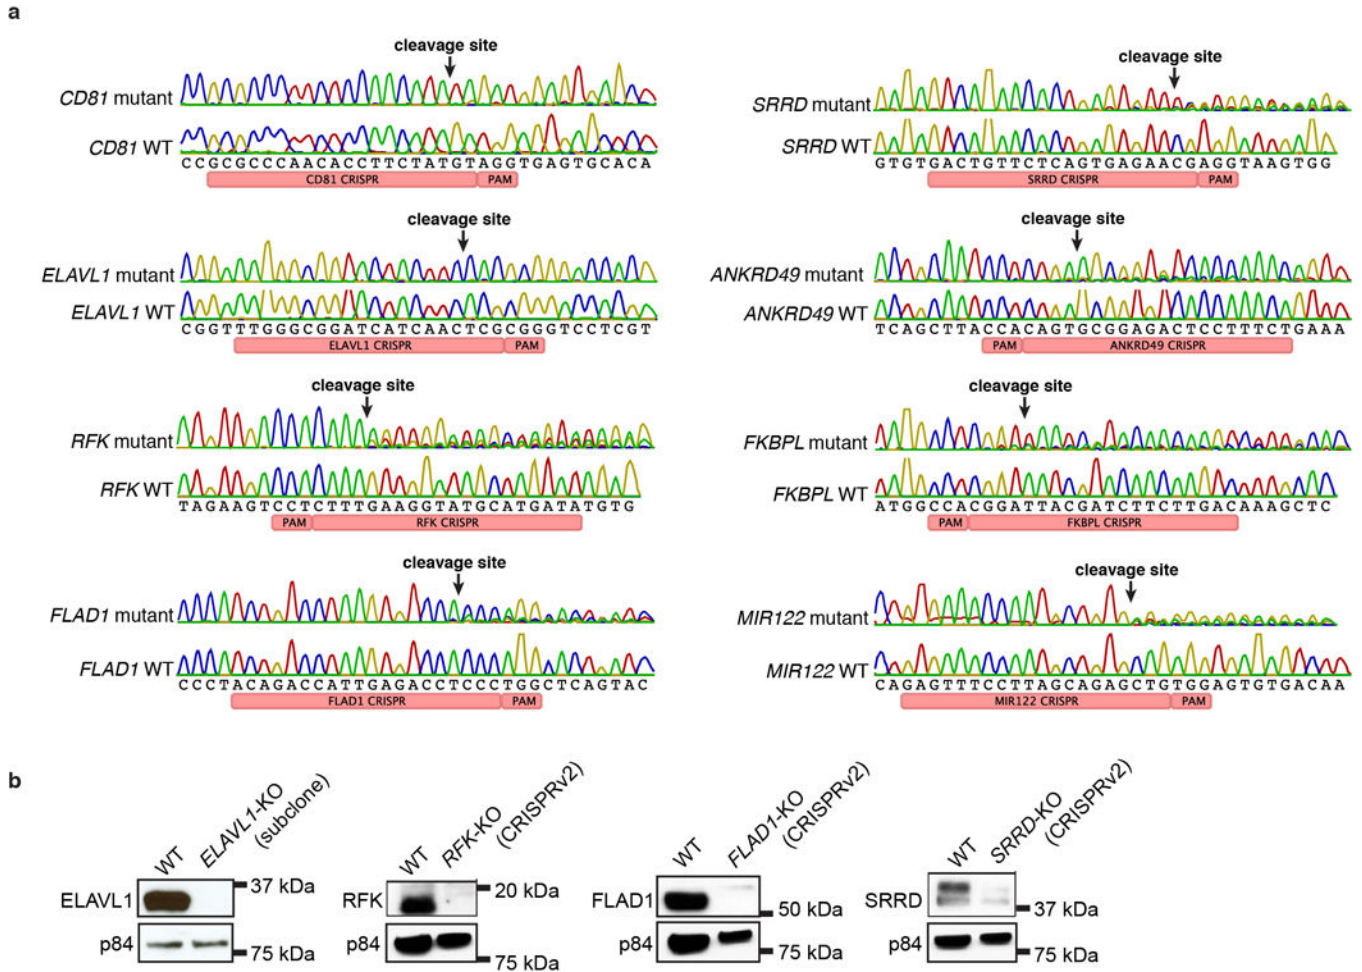 a
cleavage site
CD81 mutant
CD81 WT
CCGCGCCCAACACCTTCTATGTAGGTGAGTGCACA
CD81 CRISPR PAM
cleavage site
SRRD mutant
SRRD WT
GTGTGACTGTTCTCAGTGAGAACGAGGTAAGTGG
SRRD CRISPR PAM
cleavage site
ELAVL1 mutant
ELAVL1 WT
CGGTTTGGGCGGATCATCAACTCGCGGGTCCTCGT
ELAVL1 CRISPR PAM
cleavage site
ANKRD49 mutant
ANKRD49 WT
TCAGCTTACCACAGTGCGGAGACTCCTTTCTGAAA
PAM ANKRD49 CRISPR
cleavage site
RFK mutant
RFK WT
TAGAAGTCCTCTTTGAAGGTATGCATGATATGTG
PAM RFK CRISPR
cleavage site
FKBPL mutant
FKBPL WT
ATGGCCACGGATTACGATCTTCTTGACAAAGCTC
PAM FKBPL CRISPR
cleavage site
FLAD1 mutant
FLAD1 WT
CCCTACAGACCATTGAGACCTCCCTGGCTCAGTAC
FLAD1 CRISPR PAM
cleavage site
MIR122 mutant
MIR122 WT
CAGAGTTTCCTTAGCAGAGCTGTGGAGTGTGACAA
MIR122 CRISPR PAM
b
WT ELAVL1-KO (subclone)
ELAVL1 37 kDa
p84 75 kDa
WT RFK-KO (CRISPRv2)
RFK 20 kDa
p84 75 kDa
WT FLAD1-KO (CRISPRv2)
FLAD1 50 kDa
p84 75 kDa
WT SRRD-KO (CRISPRv2)
SRRD 37 kDa
p84 75 kDa